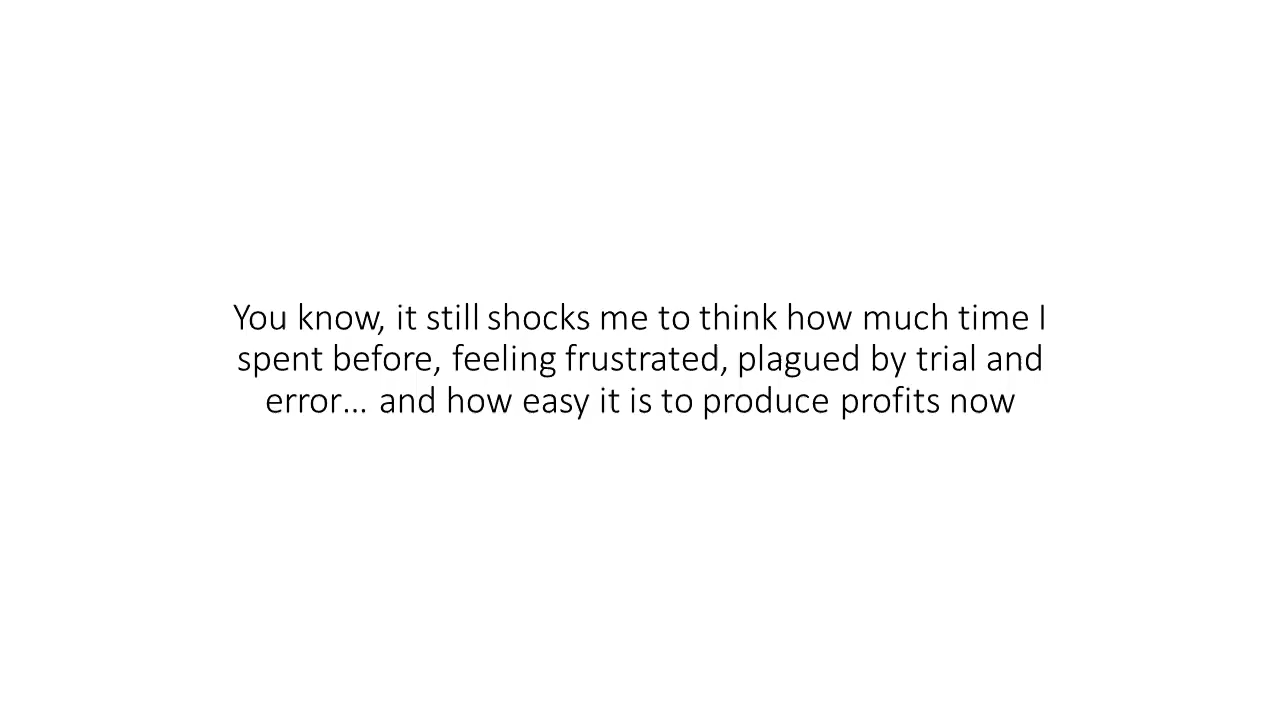 You know, it still shocks me to think how much time I
spent before, feeling frustrated, plagued by trial and
error... and how easy it is to produce profits now